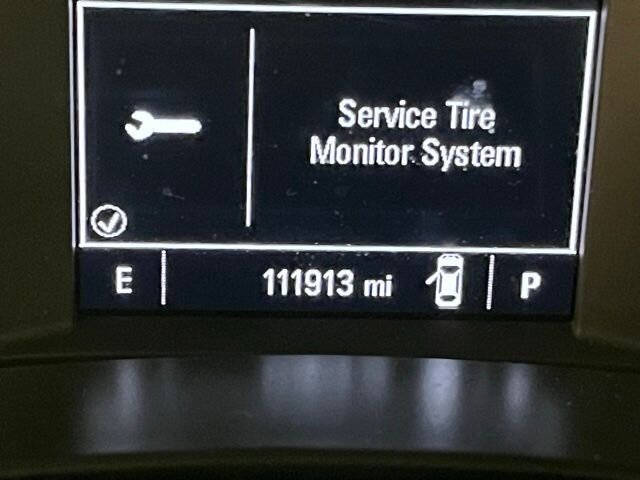 Service Tire
Monitor System
E 111913 mi P